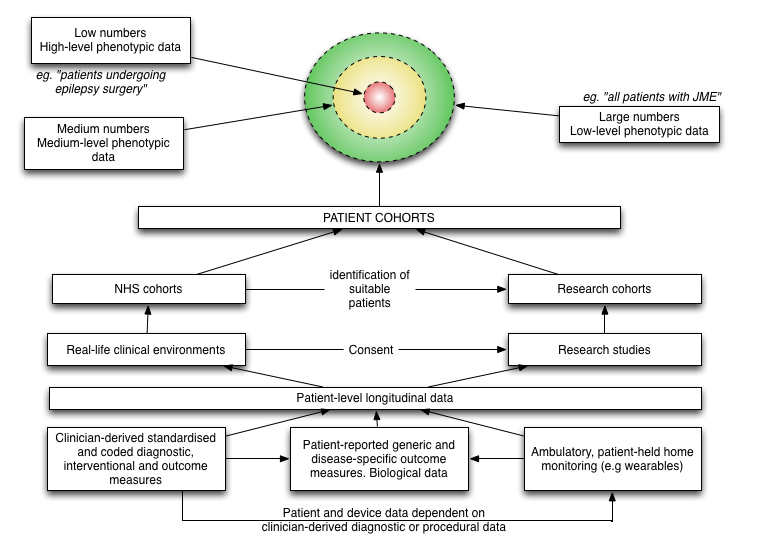 Low numbers
High-level phenotypic data
eg. "patients undergoing
epilepsy surgery"
eg. "all patients with JME"
Large numbers
Low-level phenotypic data
Medium numbers
Medium-level phenotypic
data
PATIENT COHORTS
NHS cohorts
identification of
suitable
patients
Research cohorts
Real-life clinical environments
Consent
Research studies
Patient-level longitudinal data
Clinician-derived standardised
and coded diagnostic,
interventional and outcome
measures
Patient-reported generic and
disease-specific outcome
measures. Biological data
Ambulatory, patient-held home
monitoring (e.g wearables)
Patient and device data dependent on
clinician-derived diagnostic or procedural data